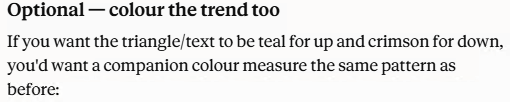 Optional — colour the trend too
If you want the triangle/text to be teal for up and crimson for down,
you'd want a companion colour measure the same pattern as
before: